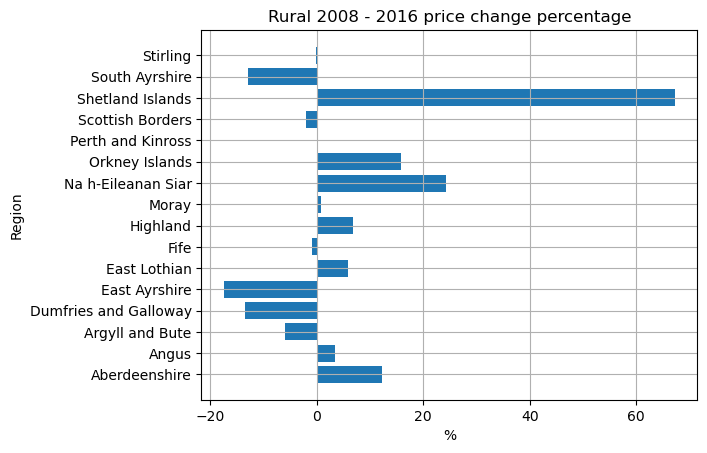 Rural 2008 - 2016 price change percentage
Stirling
South Ayrshire
Shetland Islands
Scottish Borders
Perth and Kinross
Orkney Islands
Na h-Eileanan Siar
Moray
Highland
Fife
East Lothian
East Ayrshire
Dumfries and Galloway
Argyll and Bute
Angus
Aberdeenshire
Region
−20 0 20 40 60
%